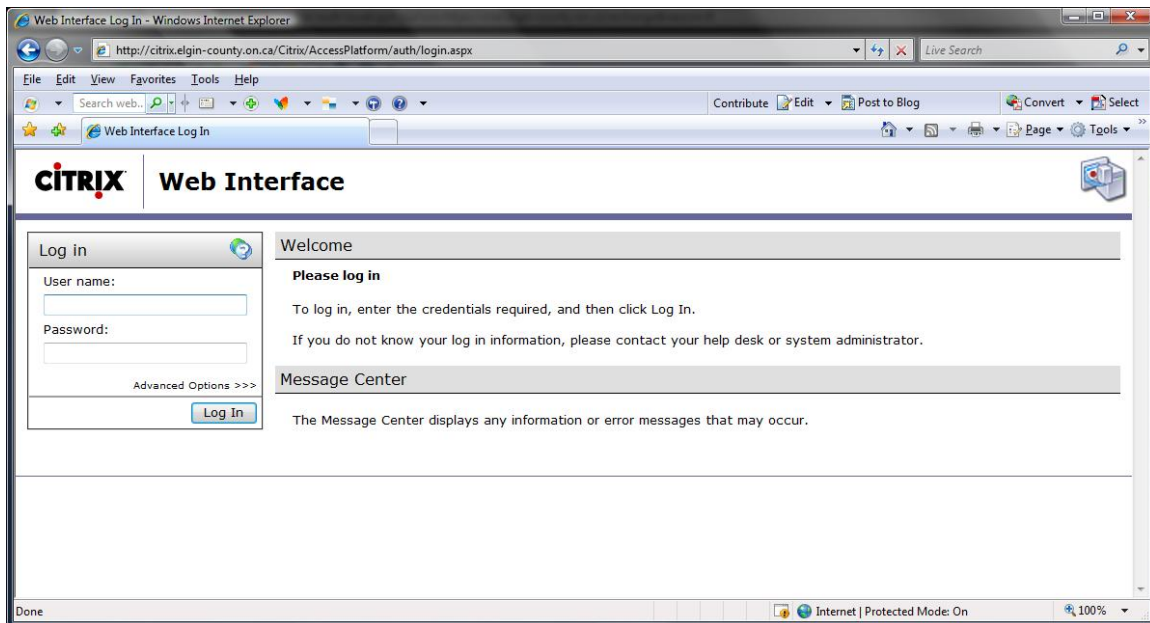 Web Interface Log In - Windows Internet Explorer
http://citrix.elgin-county.on.ca/Citrix/AccessPlatform/auth/login.aspx
Live Search
File Edit View Favorites Tools Help
Search web.. Contribute Edit Post to Blog Convert Select
Web Interface Log In Page Tools
CITRIX Web Interface
Log in
User name:
Password:
Advanced Options >>>
Log In
Welcome
Please log in
To log in, enter the credentials required, and then click Log In.
If you do not know your log in information, please contact your help desk or system administrator.
Message Center
The Message Center displays any information or error messages that may occur.
Done Internet | Protected Mode: On 100%